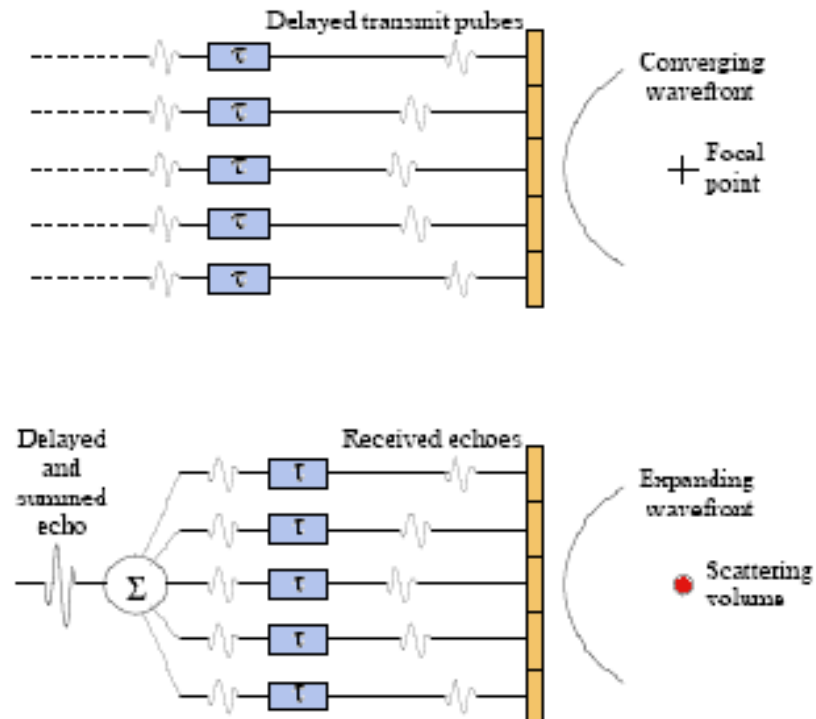 Delayed transmit pulses
τ
Converging
wavefront
τ
τ
Focal
point
τ
τ
Delayed
and
summed
echo
Received echoes
τ
Expanding
wavefront
τ
Σ
τ
Scattering
volume
τ
τ